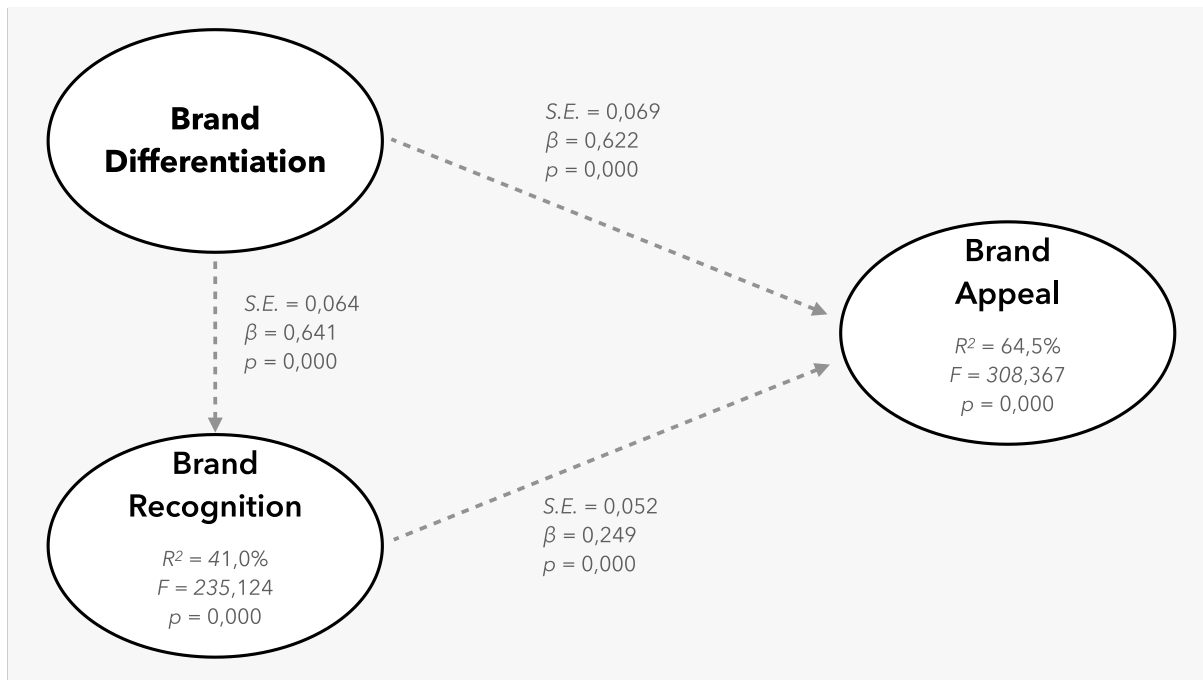 Brand
Differentiation
S.E. = 0,069
β = 0,622
p = 0,000
S.E. = 0,064
β = 0,641
p = 0,000
Brand
Appeal
R² = 64,5%
F = 308,367
p = 0,000
Brand
Recognition
R² = 41,0%
F = 235,124
p = 0,000
S.E. = 0,052
β = 0,249
p = 0,000